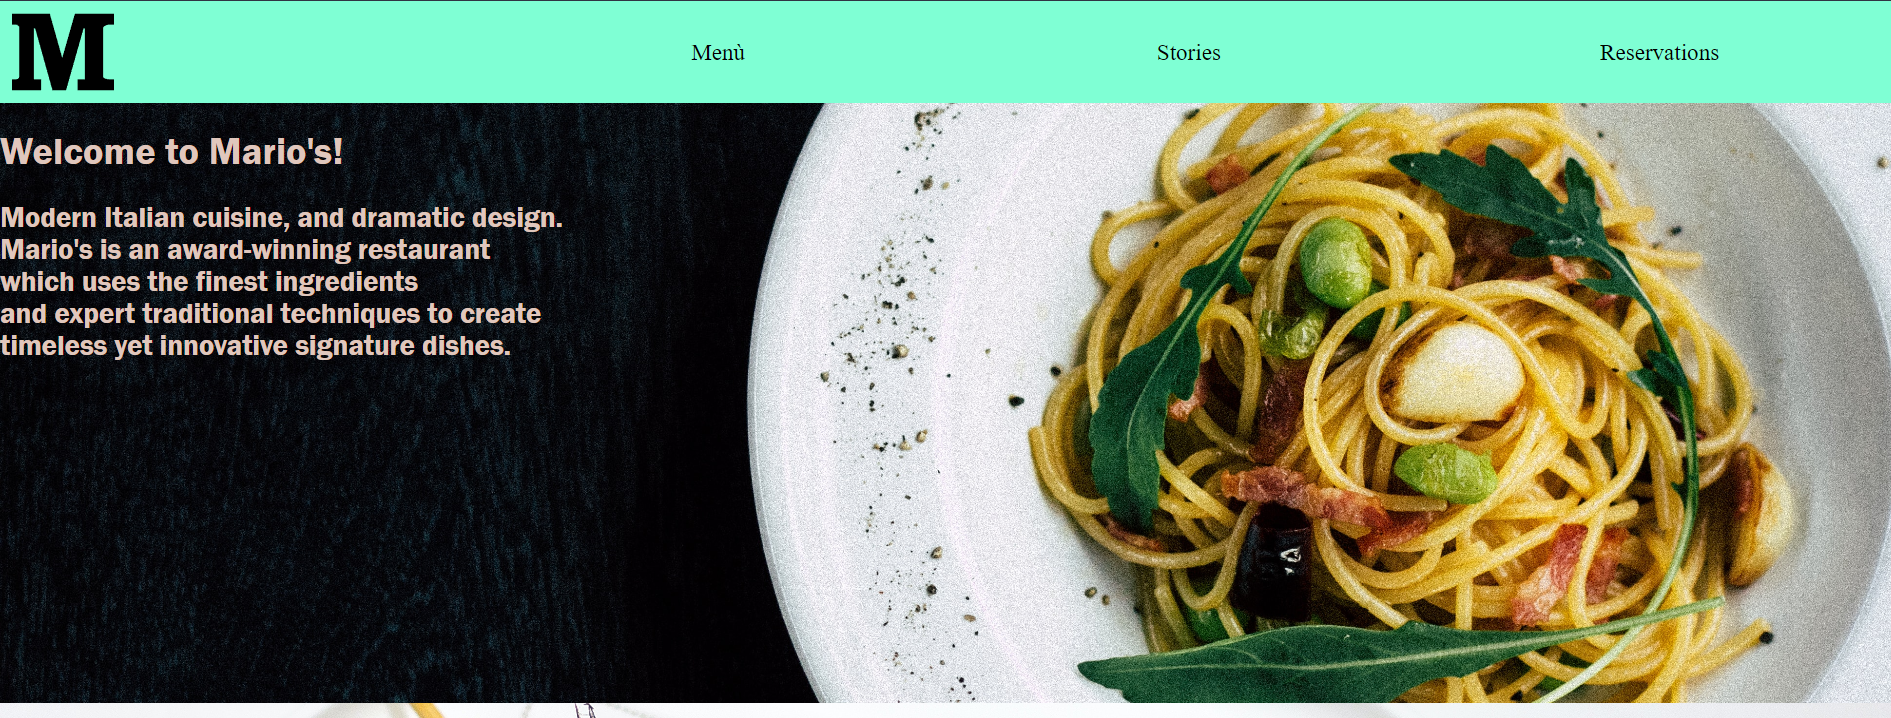 M
Menù
Stories
Reservations
Welcome to Mario's!
Modern Italian cuisine, and dramatic design.
Mario's is an award-winning restaurant
which uses the finest ingredients
and expert traditional techniques to create
timeless yet innovative signature dishes.